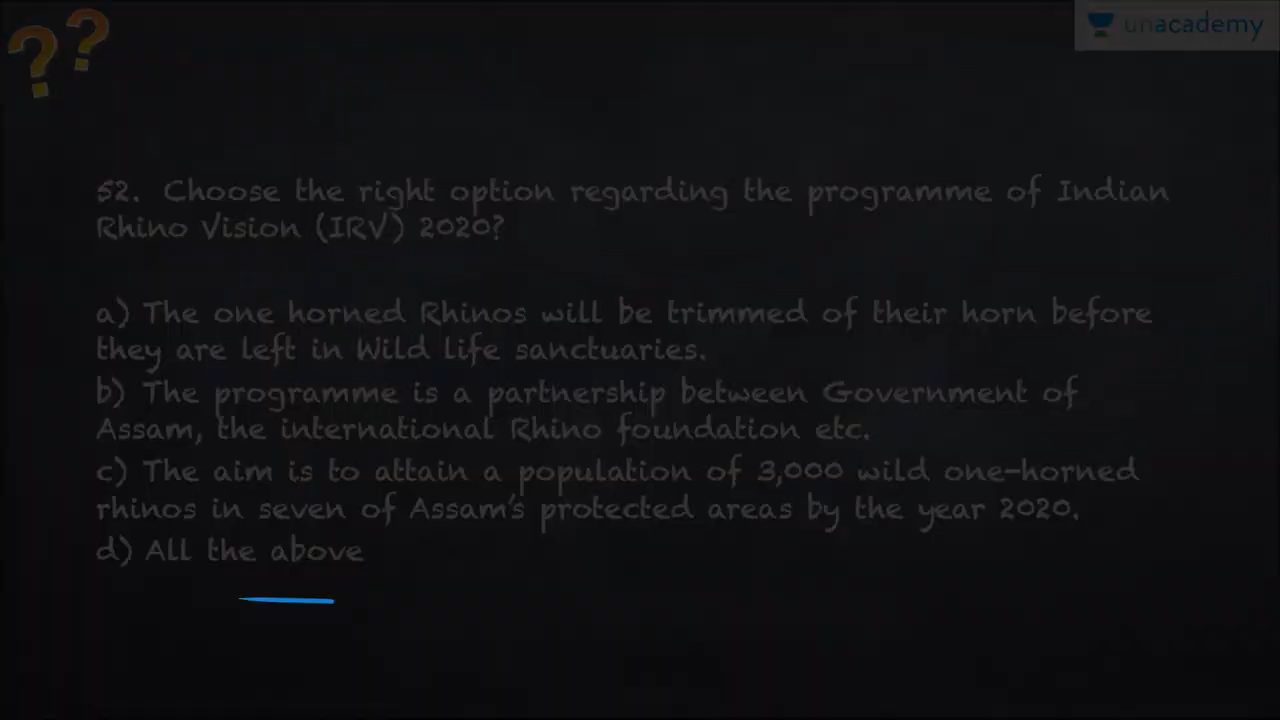 unacademy
52. Choose the right option regarding the programme of Indian
Rhino Vision (IRV) 2020?
a) The one horned Rhinos will be trimmed of their horn before
they are left in Wild life sanctuaries.
b) The programme is a partnership between Government of
Assam, the international Rhino foundation etc.
c) The aim is to attain a population of 3,000 wild one-horned
rhinos in seven of Assam's protected areas by the year 2020.
d) All the above